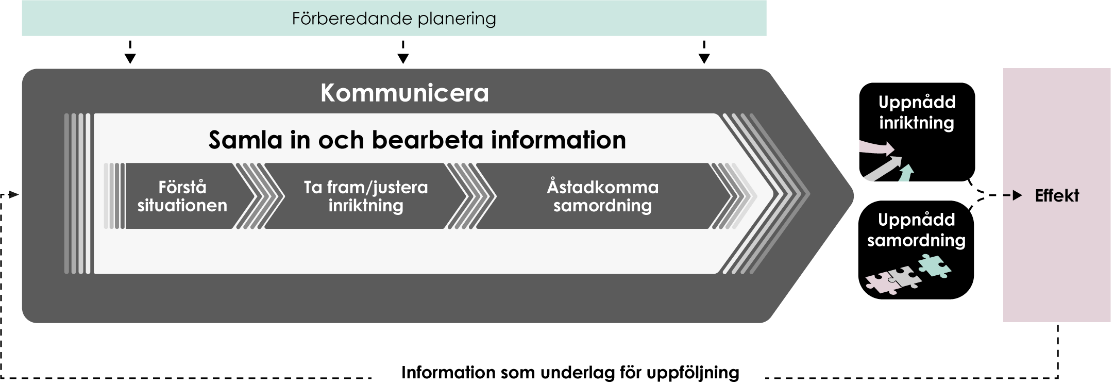 Förberedande planering
Kommunicera
Samla in och bearbeta information
Förstå
situationen
Ta fram/justera
inriktning
Åstadkomma
samordning
Uppnådd
inriktning
Uppnådd
samordning
Effekt
Information som underlag för uppföljning